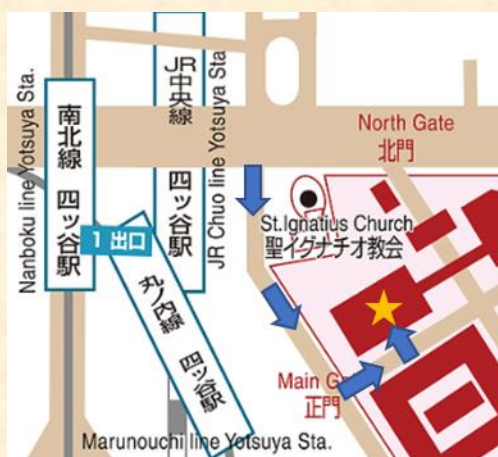 Nanboku line Yotsuya Sta.
南北線 四ッ谷駅
JR中央線 四ッ谷駅
JR Chuo line Yotsuya Sta.
1 出口
丸ノ内線 四ッ谷駅
Marunouchi line Yotsuya Sta.
North Gate
北門
St.Ignatius Church
聖イグナチオ教会
Main Ga
正門